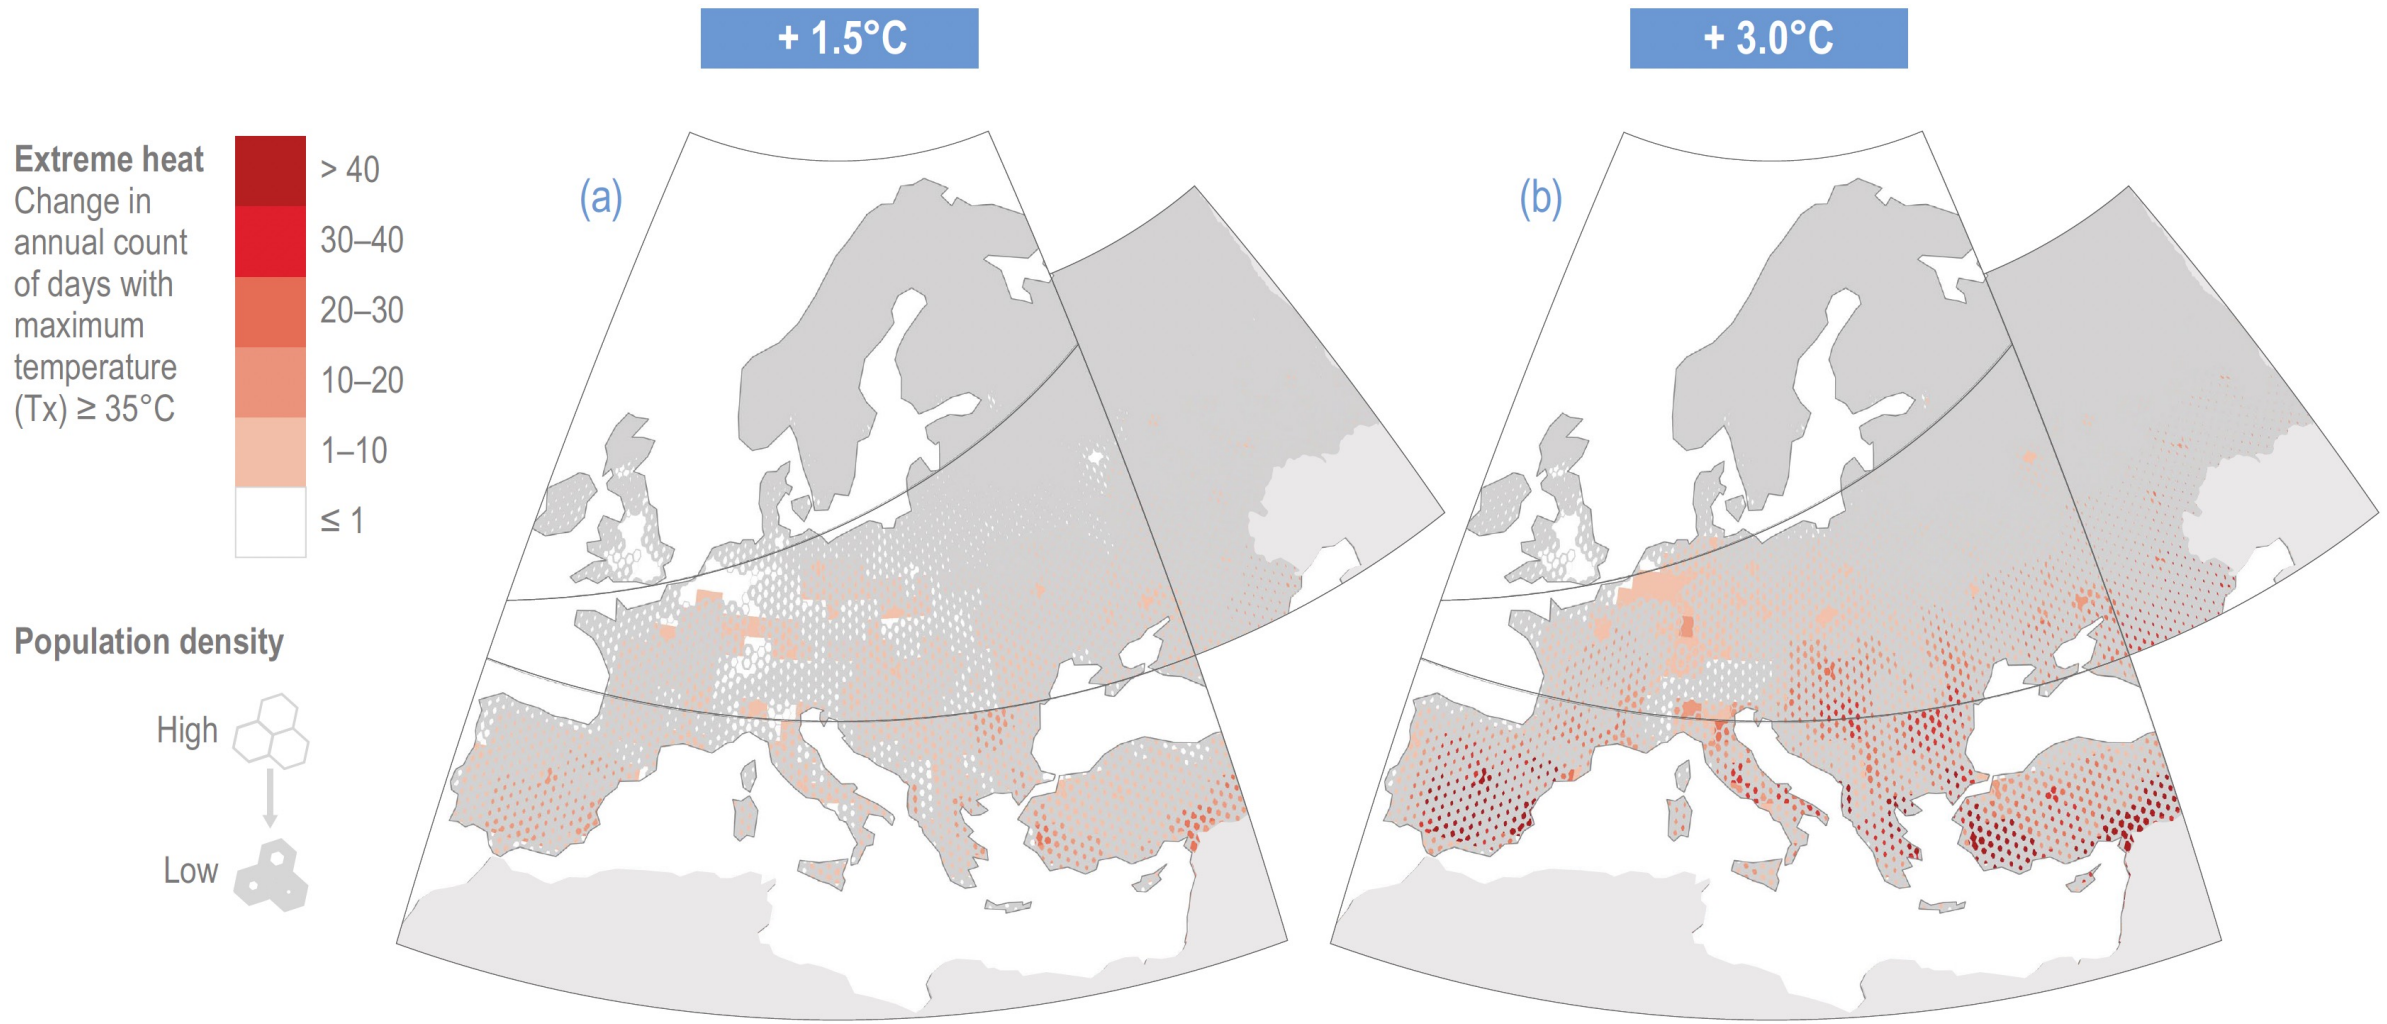 + 1.5°C
+ 3.0°C
(a)
(b)
Extreme heat
Change in
annual count
of days with
maximum
temperature
(Tx) ≥ 35°C
> 40
30–40
20–30
10–20
1–10
≤ 1
Population density
High
Low